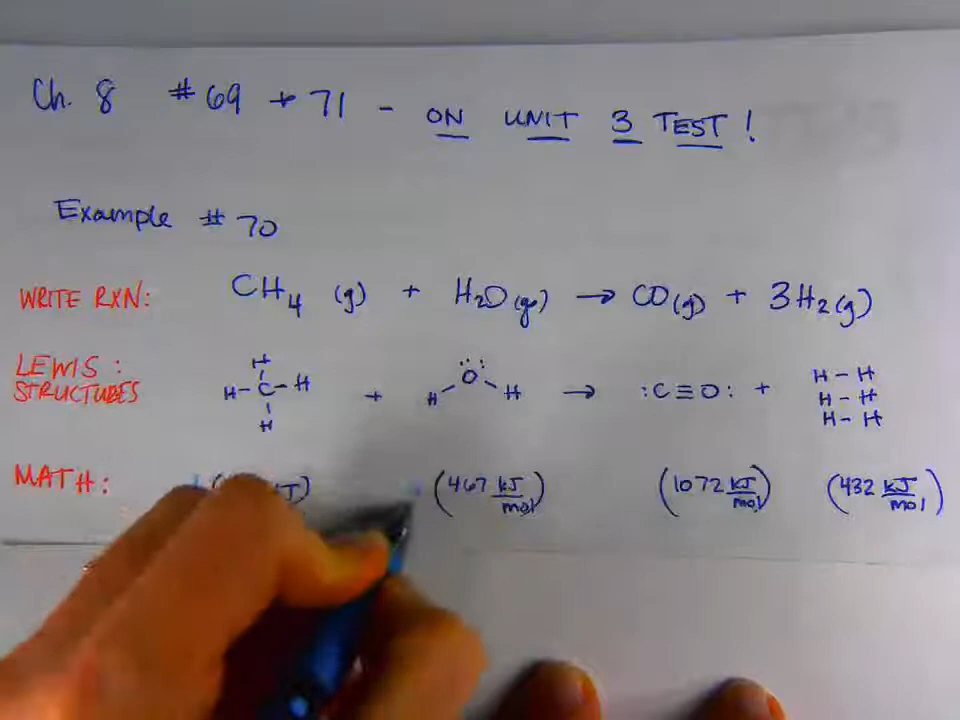 Ch. 8 #69 + 71 - ON UNIT 3 TEST!
Example # 70
WRITE RXN: CH4 (g) + H2O(g) → CO(g) + 3H2(g)
LEWIS: H
STRUCTURES H-C-H + H O H → :C≡O: + H-H
H-H
H H-H
MATH: (467 kJ/mol) (1072 kJ/mol) (432 kJ/mol)